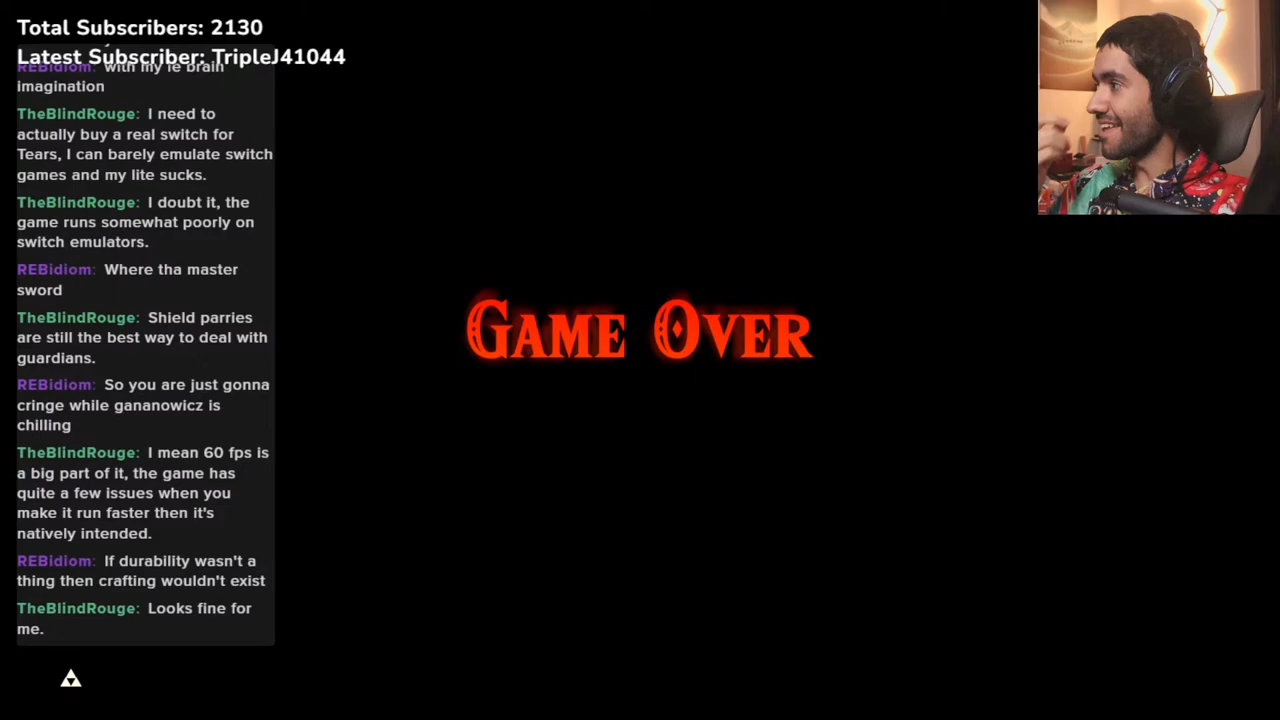 Total Subscribers: 2130
Latest Subscriber: TripleJ41044
REBidiom: with my le brain
imagination
TheBlindRouge: I need to
actually buy a real switch for
Tears, I can barely emulate switch
games and my lite sucks.
TheBlindRouge: I doubt it, the
game runs somewhat poorly on
switch emulators.
REBidiom: Where tha master
sword
TheBlindRouge: Shield parries
are still the best way to deal with
guardians.
REBidiom: So you are just gonna
cringe while gananowicz is
chilling
TheBlindRouge: I mean 60 fps is
a big part of it, the game has
quite a few issues when you
make it run faster then it's
natively intended.
REBidiom: If durability wasn't a
thing then crafting wouldn't exist
TheBlindRouge: Looks fine for
me.
GAME OVER